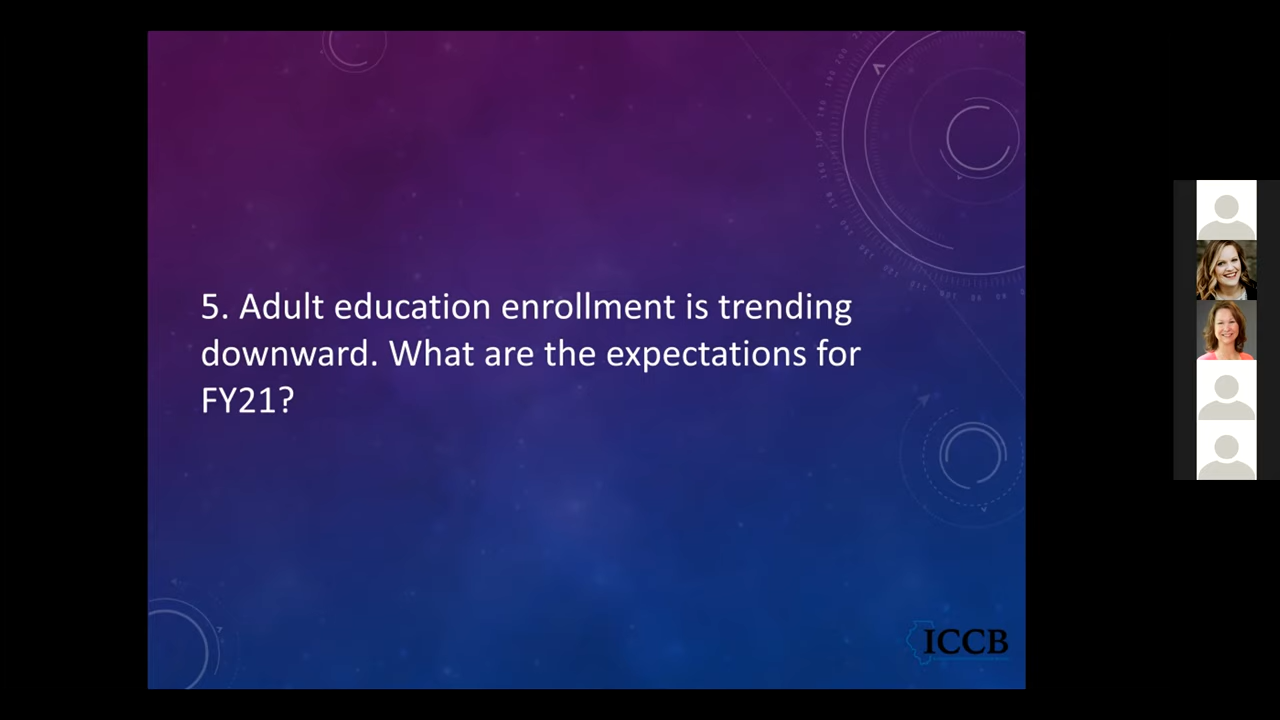 5. Adult education enrollment is trending
downward. What are the expectations for
FY21?
ICCB